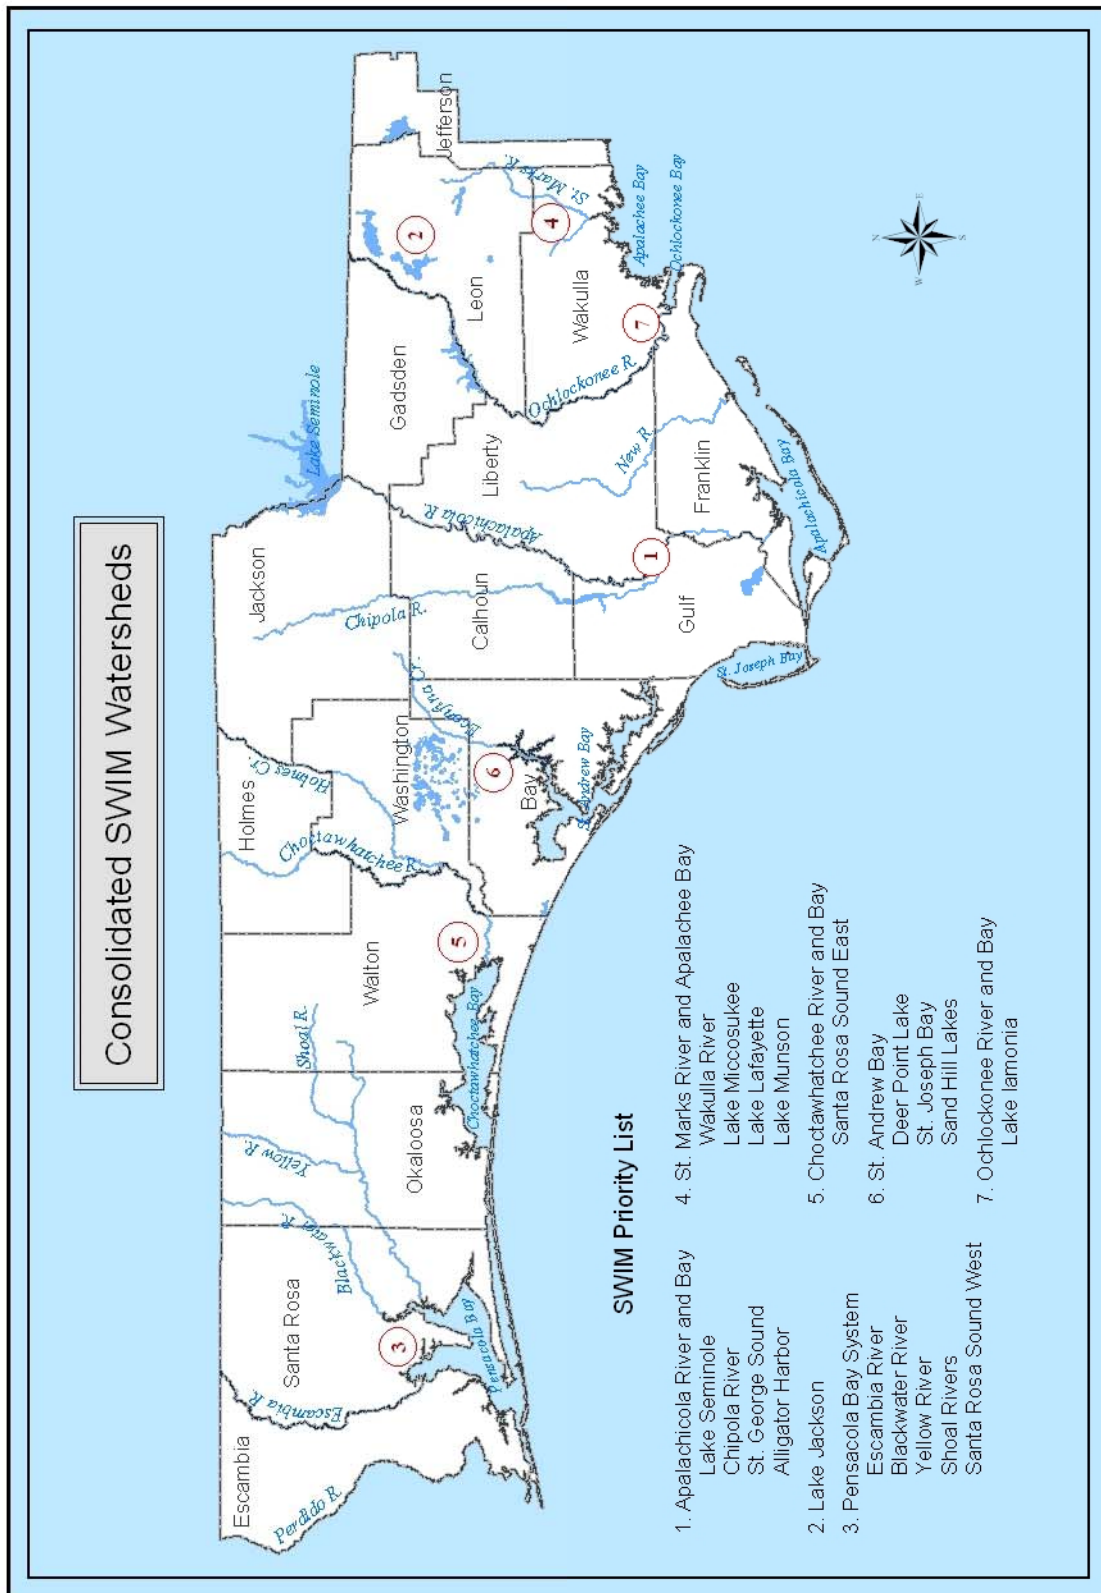 Consolidated SWIM Watersheds
Escambia
Santa Rosa
Okaloosa
Walton
Holmes
Washington
Bay
Jackson
Calhoun
Gulf
Gadsden
Liberty
Franklin
Leon
Wakulla
Jefferson
Perdido R.
Escambia R.
Blackwater R.
Yellow R.
Shoal R.
Choctawhatchee R.
Holmes Cr.
Econfina Cr.
Chipola R.
Apalachicola R.
New R.
Ochlockonee R.
St. Marks R.
Lake Seminole
Pensacola Bay
Choctawhatchee Bay
St. Andrew Bay
St. Joseph Bay
Apalachicola Bay
Ochlockonee Bay
Apalachee Bay
3
5
6
1
2
4
7
N
E
S
W
SWIM Priority List
1. Apalachicola River and Bay
Lake Seminole
Chipola River
St. George Sound
Alligator Harbor
2. Lake Jackson
3. Pensacola Bay System
Escambia River
Blackwater River
Yellow River
Shoal Rivers
Santa Rosa Sound West
4. St. Marks River and Apalachee Bay
Wakulla River
Lake Miccosukee
Lake Lafayette
Lake Munson
5. Choctawhatchee River and Bay
Santa Rosa Sound East
6. St. Andrew Bay
Deer Point Lake
St. Joseph Bay
Sand Hill Lakes
7. Ochlockonee River and Bay
Lake Iamonia